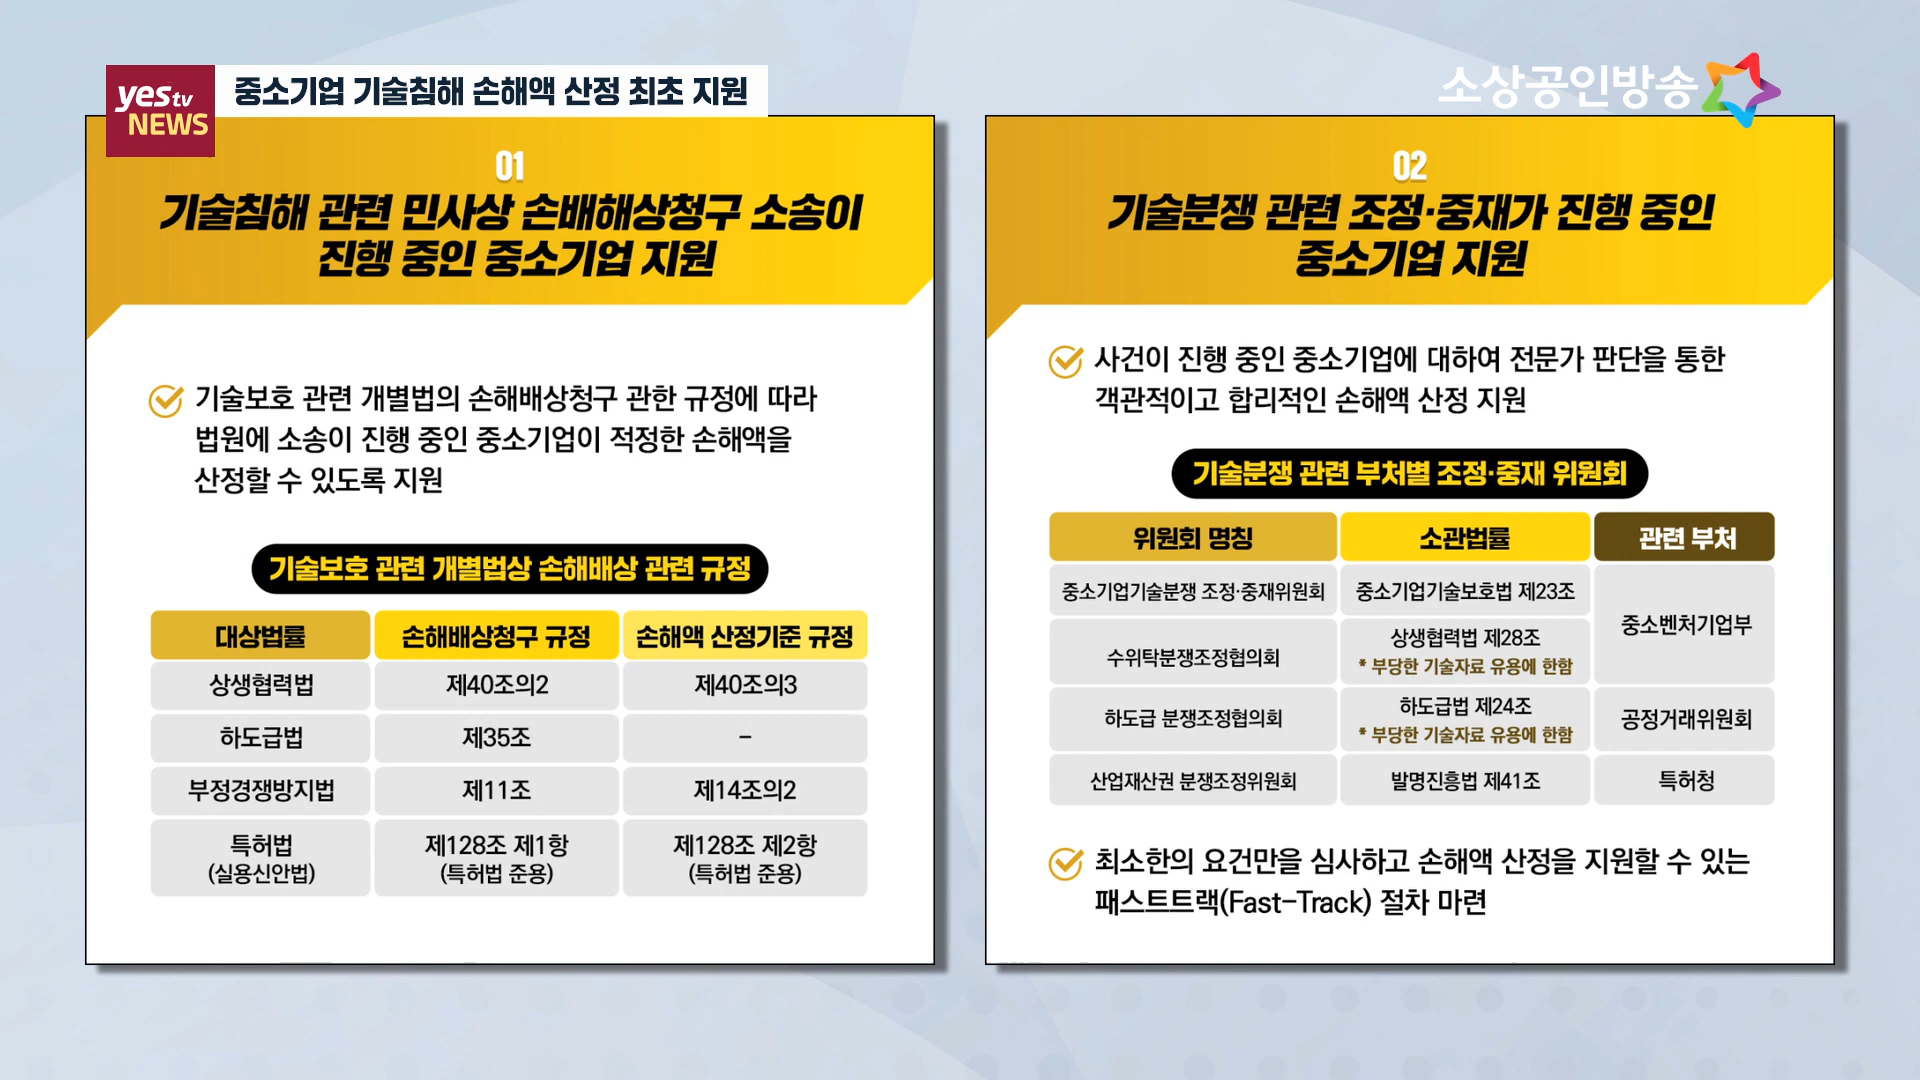 yes tv
NEWS
중소기업 기술침해 손해액 산정 최초 지원
소상공인방송
01
기술침해 관련 민사상 손배해상청구 소송이
진행 중인 중소기업 지원
기술보호 관련 개별법의 손해배상청구 관한 규정에 따라
법원에 소송이 진행 중인 중소기업이 적정한 손해액을
산정할 수 있도록 지원
기술보호 관련 개별법상 손해배상 관련 규정
대상법률 손해배상청구 규정 손해액 산정기준 규정
상생협력법 제40조의2 제40조의3
하도급법 제35조 -
부정경쟁방지법 제11조 제14조의2
특허법 제128조 제1항 제128조 제2항
(실용신안법) (특허법 준용) (특허법 준용)
02
기술분쟁 관련 조정·중재가 진행 중인
중소기업 지원
사건이 진행 중인 중소기업에 대하여 전문가 판단을 통한
객관적이고 합리적인 손해액 산정 지원
기술분쟁 관련 부처별 조정·중재 위원회
위원회 명칭 소관법률 관련 부처
중소기업기술분쟁 조정·중재위원회 중소기업기술보호법 제23조
중소벤처기업부
수위탁분쟁조정협의회 상생협력법 제28조
* 부당한 기술자료 유용에 한함
하도급 분쟁조정협의회 하도급법 제24조 공정거래위원회
* 부당한 기술자료 유용에 한함
산업재산권 분쟁조정위원회 발명진흥법 제41조 특허청
최소한의 요건만을 심사하고 손해액 산정을 지원할 수 있는
패스트트랙(Fast-Track) 절차 마련